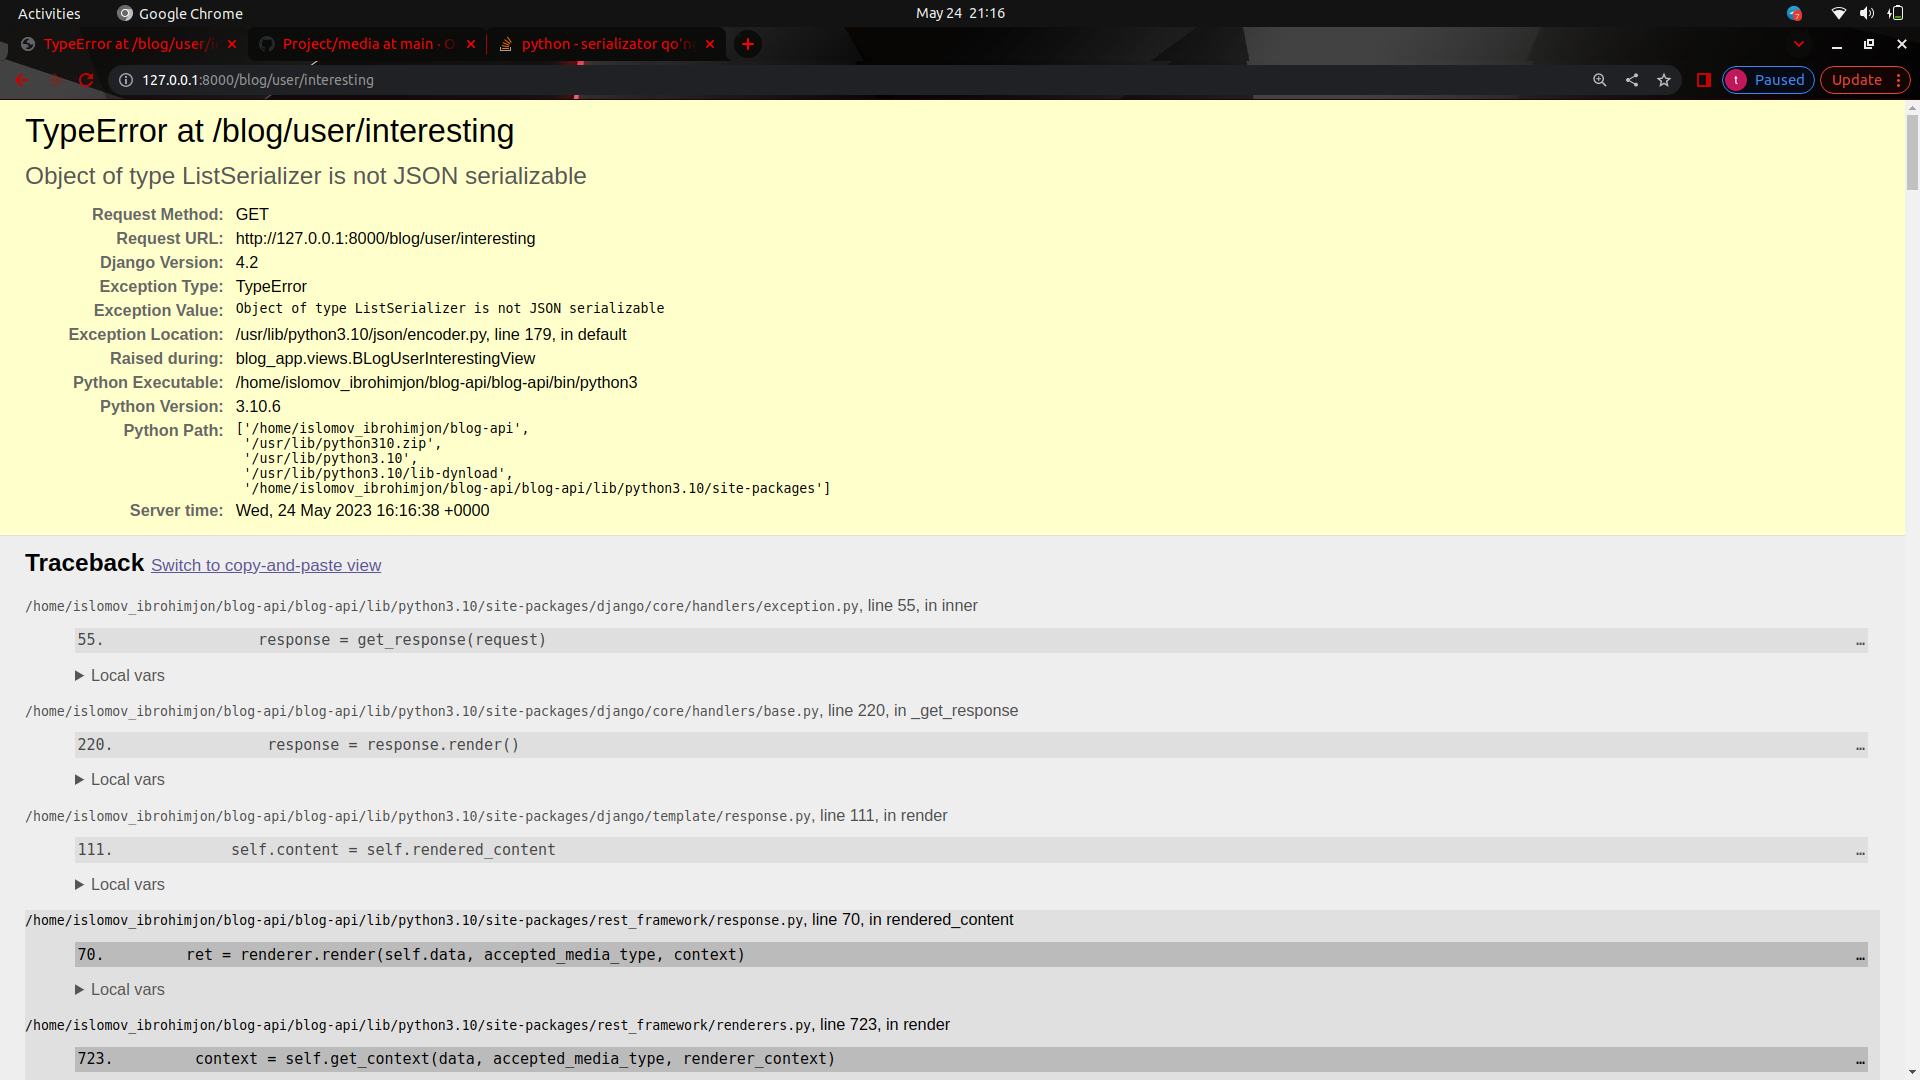 Activities
Google Chrome
May 24 21:16
7
TypeError at /blog/user/i
Project/media at main · O
python - serializator qo'n
127.0.0.1:8000/blog/user/interesting
t
Paused
Update
TypeError at /blog/user/interesting
Object of type ListSerializer is not JSON serializable
Request Method: GET
Request URL: http://127.0.0.1:8000/blog/user/interesting
Django Version: 4.2
Exception Type: TypeError
Exception Value: Object of type ListSerializer is not JSON serializable
Exception Location: /usr/lib/python3.10/json/encoder.py, line 179, in default
Raised during: blog_app.views.BLogUserInterestingView
Python Executable: /home/islomov_ibrohimjon/blog-api/blog-api/bin/python3
Python Version: 3.10.6
Python Path: ['/home/islomov_ibrohimjon/blog-api',
'/usr/lib/python310.zip',
'/usr/lib/python3.10',
'/usr/lib/python3.10/lib-dynload',
'/home/islomov_ibrohimjon/blog-api/blog-api/lib/python3.10/site-packages']
Server time: Wed, 24 May 2023 16:16:38 +0000
Traceback Switch to copy-and-paste view
/home/islomov_ibrohimjon/blog-api/blog-api/lib/python3.10/site-packages/django/core/handlers/exception.py, line 55, in inner
55. response = get_response(request) …
Local vars
/home/islomov_ibrohimjon/blog-api/blog-api/lib/python3.10/site-packages/django/core/handlers/base.py, line 220, in _get_response
220. response = response.render() …
Local vars
/home/islomov_ibrohimjon/blog-api/blog-api/lib/python3.10/site-packages/django/template/response.py, line 111, in render
111. self.content = self.rendered_content …
Local vars
/home/islomov_ibrohimjon/blog-api/blog-api/lib/python3.10/site-packages/rest_framework/response.py, line 70, in rendered_content
70. ret = renderer.render(self.data, accepted_media_type, context) …
Local vars
/home/islomov_ibrohimjon/blog-api/blog-api/lib/python3.10/site-packages/rest_framework/renderers.py, line 723, in render
723. context = self.get_context(data, accepted_media_type, renderer_context) …